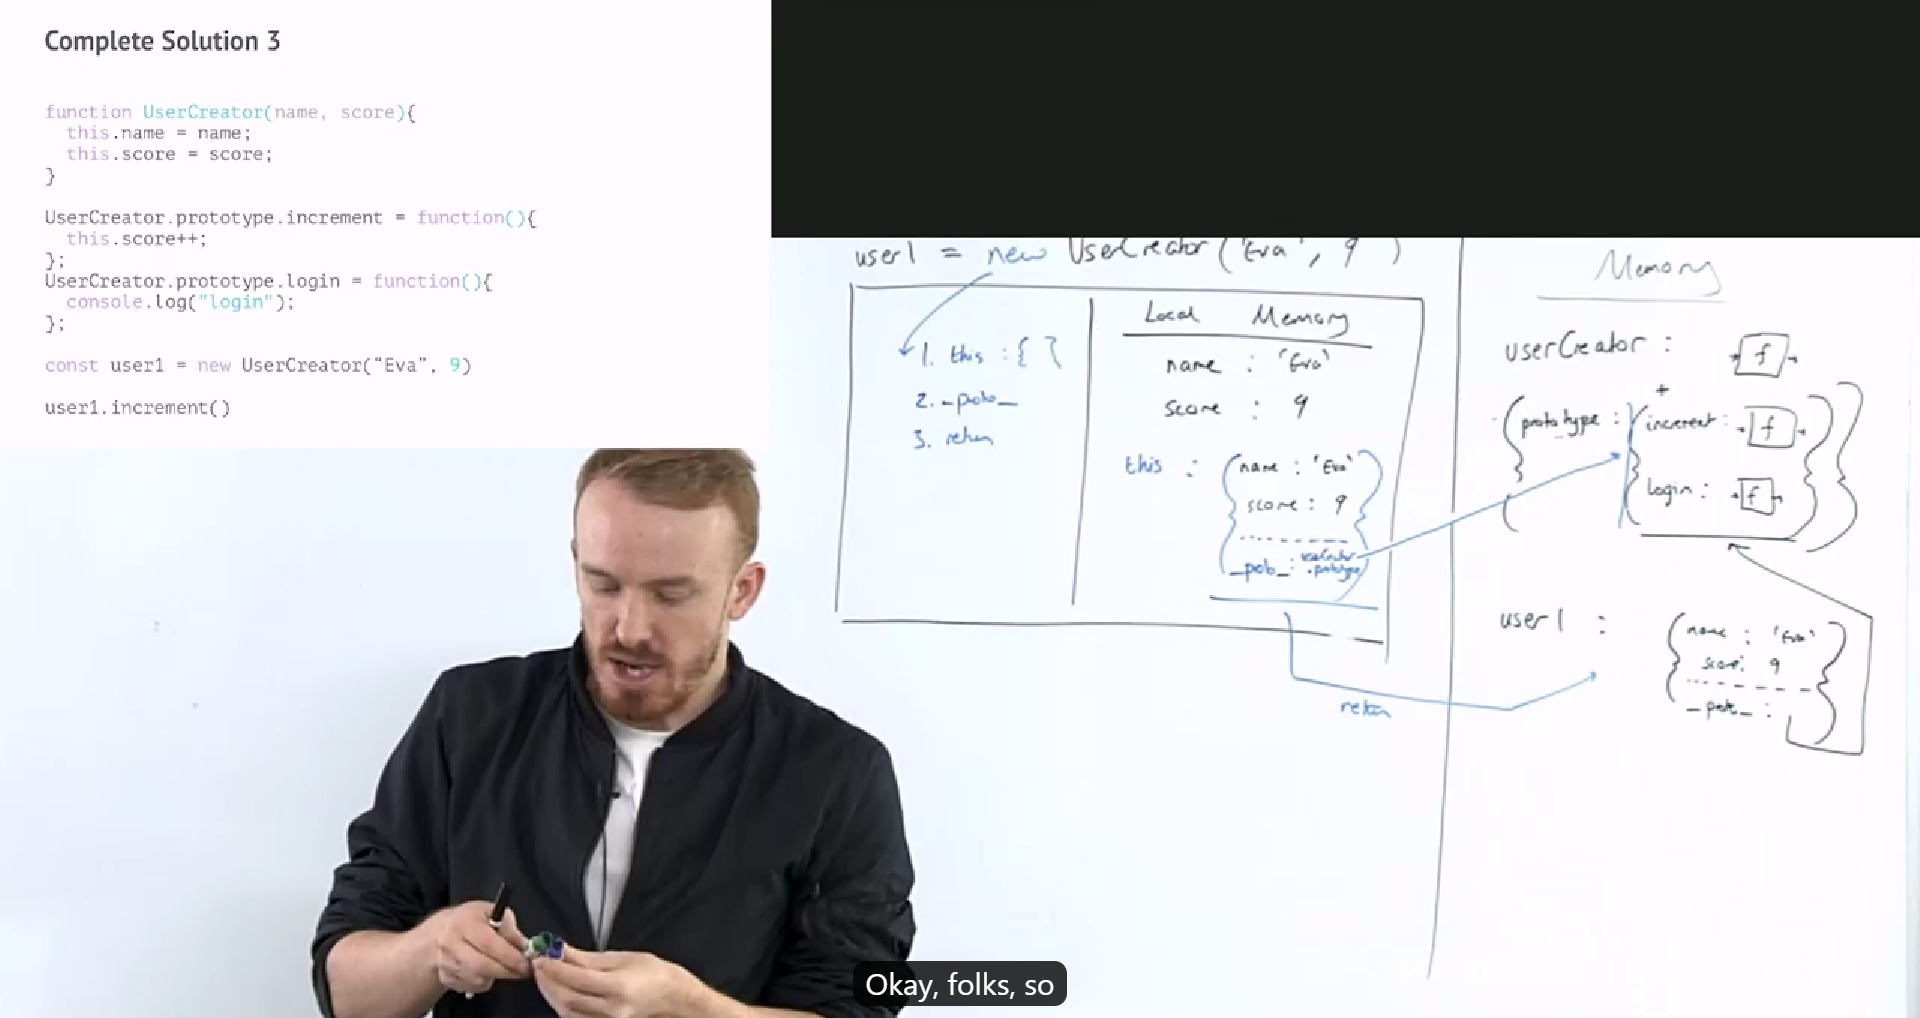 Complete Solution 3
function UserCreator(name, score){
this.name = name;
this.score = score;
}
UserCreator.prototype.increment = function(){
this.score++;
};
UserCreator.prototype.login = function(){
console.log("login");
};
const user1 = new UserCreator(“Eva”, 9)
user1.increment()
user1 = new UserCreator('Eva', 9)
1. this : { }
2. _proto_
3. return
Local Memory
name : 'Eva'
score : 9
this : { name : 'Eva'
score : 9
_proto_ : userCreator
.prototype }
return
Memory
userCreator : f
+
{ prototype : { increment : f
login : f } }
user1 : { name : 'Eva'
score: 9
_proto_ : }
Okay, folks, so